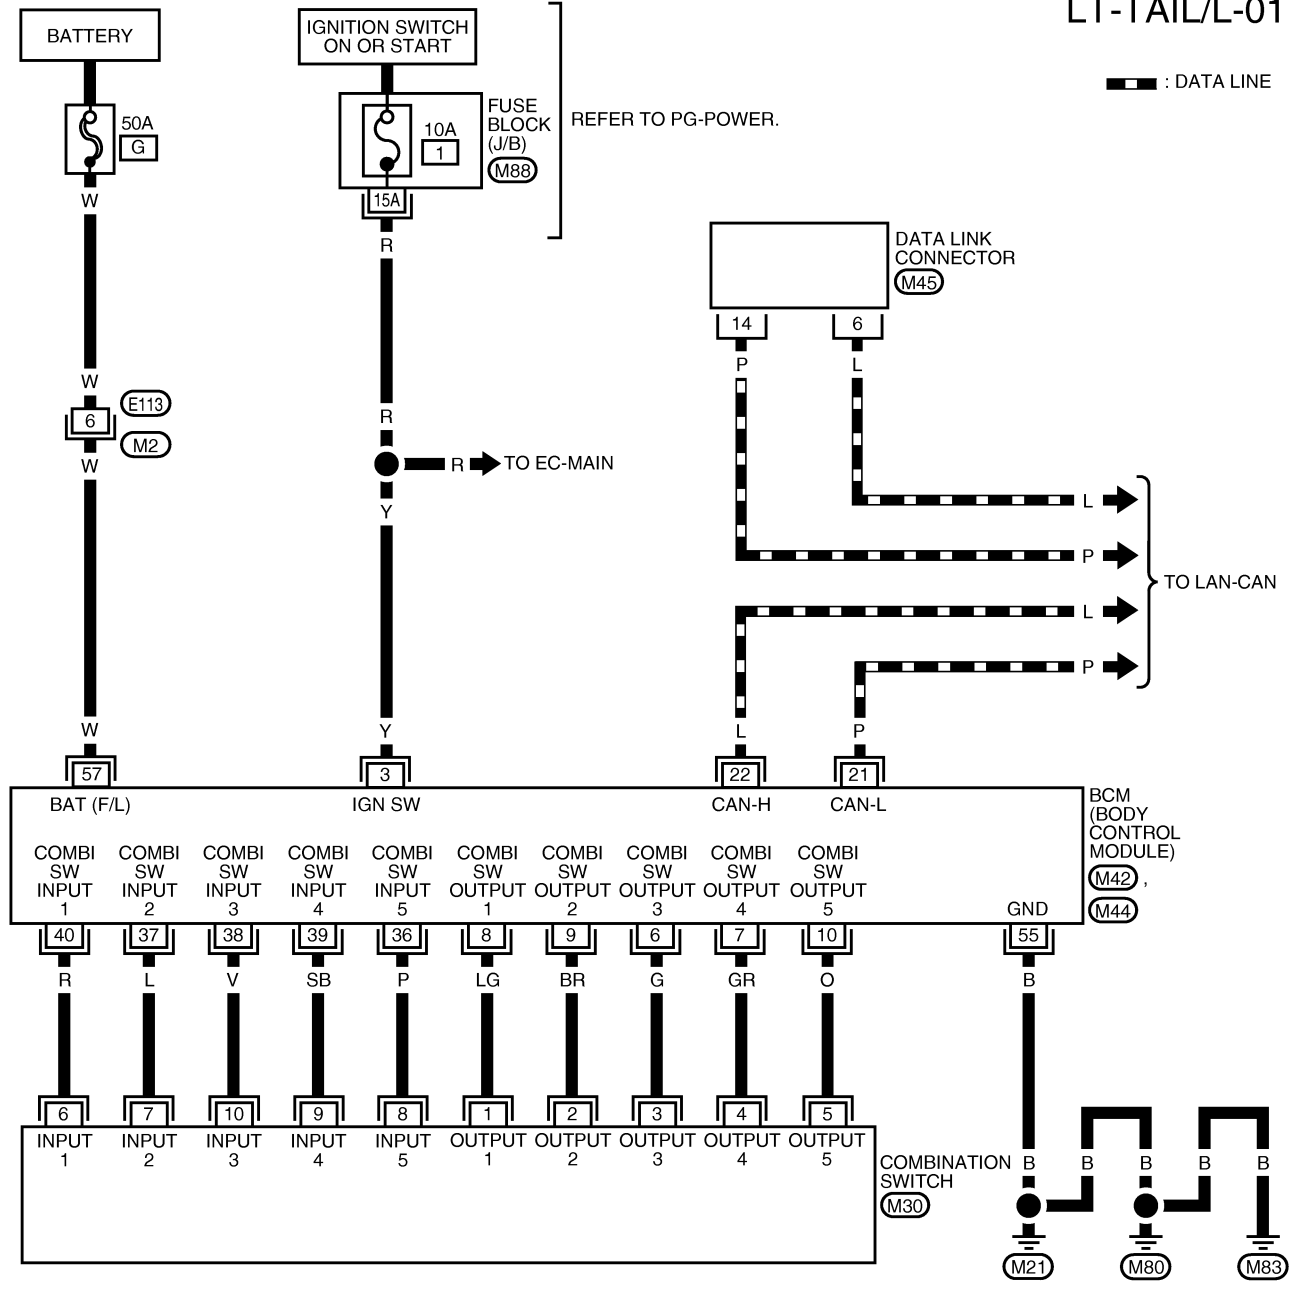 LT-TAIL/L-01
BATTERY
IGNITION SWITCH
ON OR START
: DATA LINE
50A
G
10A
1
FUSE
BLOCK
(J/B)
M88
REFER TO PG-POWER.
15A
W
R
DATA LINK
CONNECTOR
M45
14
6
P
L
W
E113
6
M2
W
R
R
TO EC-MAIN
Y
L
P
TO LAN-CAN
L
P
W
Y
L
P
57
3
22
21
BAT (F/L)
IGN SW
CAN-H
CAN-L
BCM
(BODY
CONTROL
MODULE)
M42 ,
M44
COMBI COMBI COMBI COMBI COMBI COMBI COMBI COMBI COMBI COMBI
SW SW SW SW SW SW SW SW SW SW
INPUT INPUT INPUT INPUT INPUT OUTPUT OUTPUT OUTPUT OUTPUT OUTPUT
1 2 3 4 5 1 2 3 4 5 GND
40 37 38 39 36 8 9 6 7 10 55
R L V SB P LG BR G GR O B
6 7 10 9 8 1 2 3 4 5
INPUT INPUT INPUT INPUT INPUT OUTPUT OUTPUT OUTPUT OUTPUT OUTPUT
1 2 3 4 5 1 2 3 4 5
COMBINATION
SWITCH
M30
B B B B B
M21 M80 M83